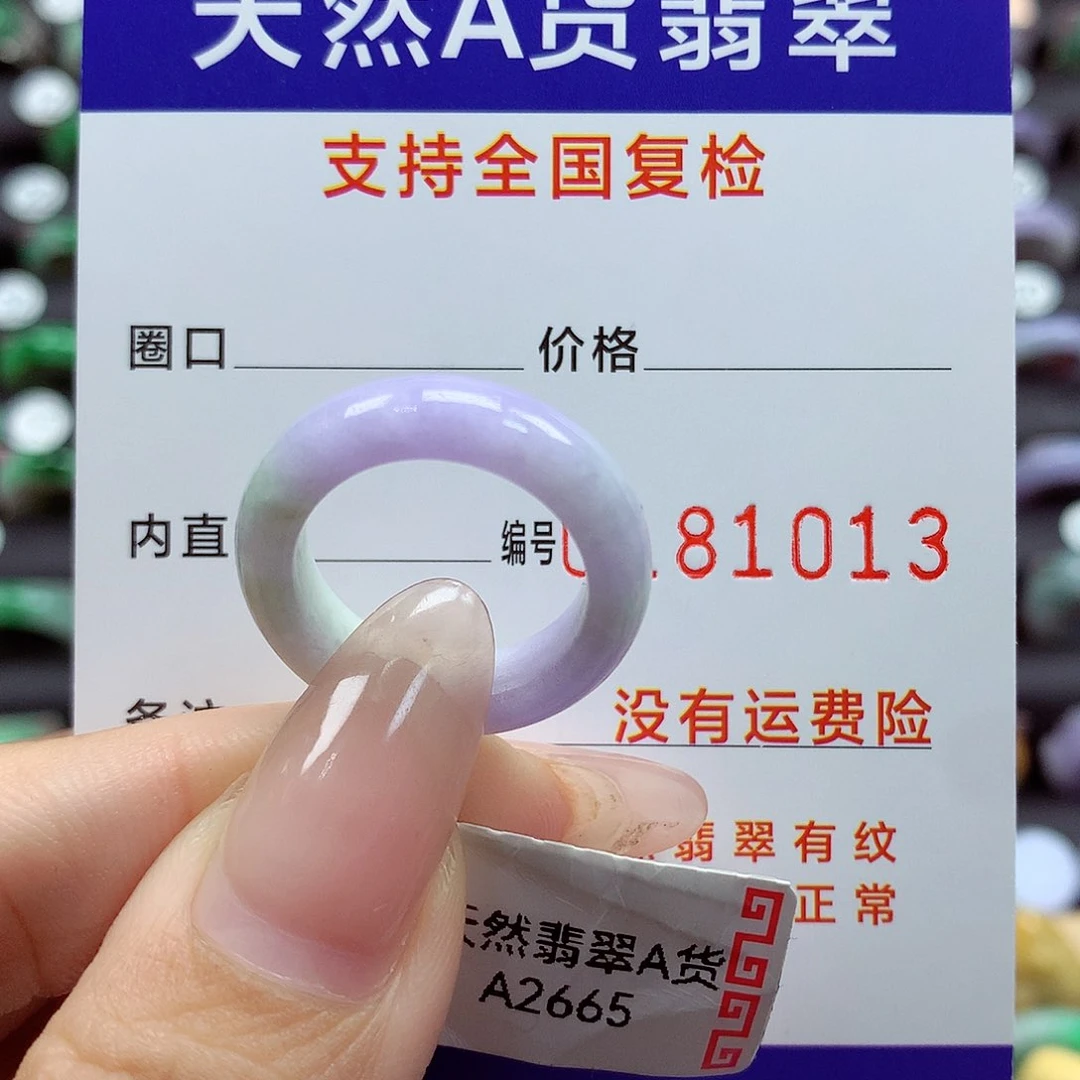 天然A货翡翠
支持全国复检
圈口 价格
内直 编号 81013
备注 没有运费险
翡翠有纹
正常
天然翡翠A货
A2665